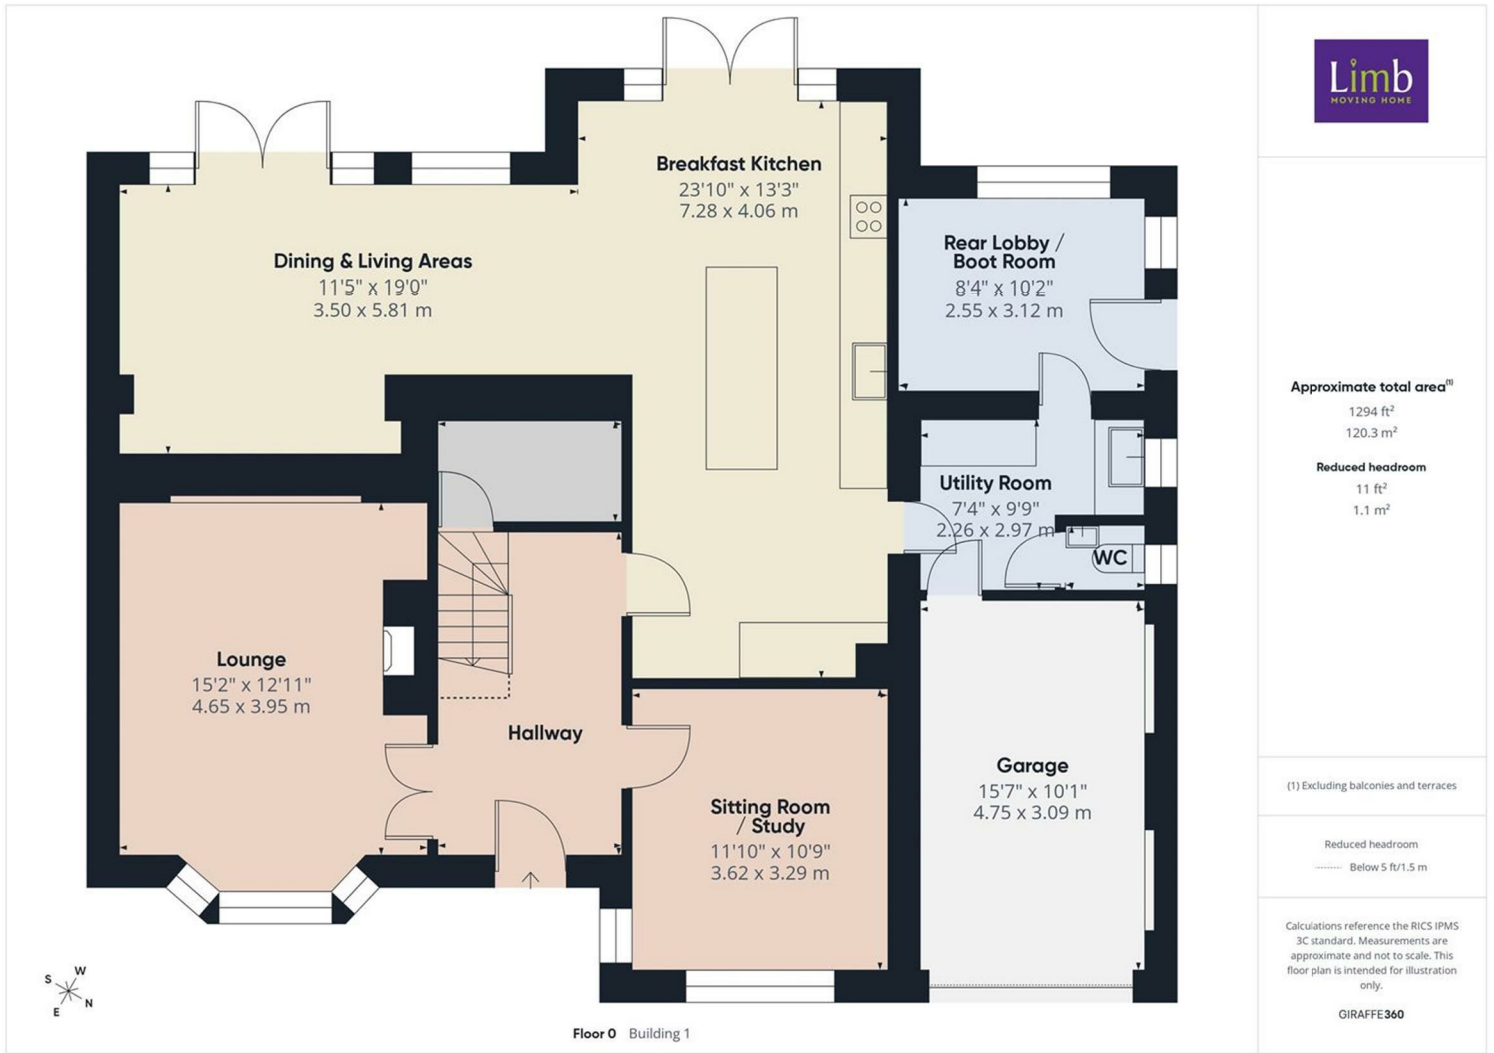 Breakfast Kitchen
23'10" x 13'3"
7.28 x 4.06 m
Dining & Living Areas
11'5" x 19'0"
3.50 x 5.81 m
Rear Lobby /
Boot Room
8'4" x 10'2"
2.55 x 3.12 m
Utility Room
7'4" x 9'9"
2.26 x 2.97 m
WC
Lounge
15'2" x 12'11"
4.65 x 3.95 m
Hallway
Sitting Room
/ Study
11'10" x 10'9"
3.62 x 3.29 m
Garage
15'7" x 10'1"
4.75 x 3.09 m
S W
E N
Floor 0 Building 1
Limb
MOVING HOME
Approximate total area(1)
1294 ft²
120.3 m²
Reduced headroom
11 ft²
1.1 m²
(1) Excluding balconies and terraces
Reduced headroom
Below 5 ft/1.5 m
Calculations reference the RICS IPMS
3C standard. Measurements are
approximate and not to scale. This
floor plan is intended for illustration
only.
GIRAFFE360